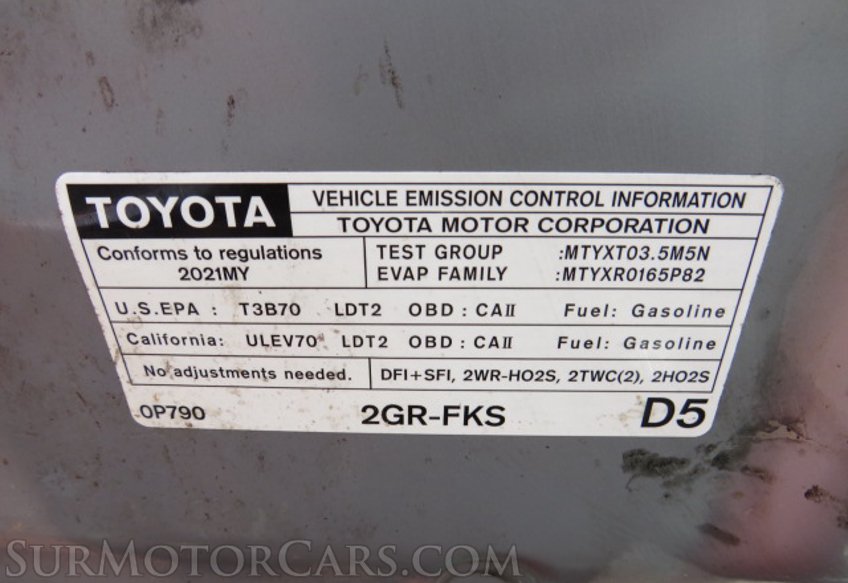 TOYOTA
VEHICLE EMISSION CONTROL INFORMATION
TOYOTA MOTOR CORPORATION
Conforms to regulations
2021MY
TEST GROUP :MTYXT03.5M5N
EVAP FAMILY :MTYXR0165P82
U.S.EPA : T3B70 LDT2 OBD : CAII Fuel: Gasoline
California: ULEV70 LDT2 OBD : CAII Fuel: Gasoline
No adjustments needed.
DFI+SFI, 2WR-HO2S, 2TWC(2), 2HO2S
0P790
2GR-FKS
D5
SurMotorCars.com